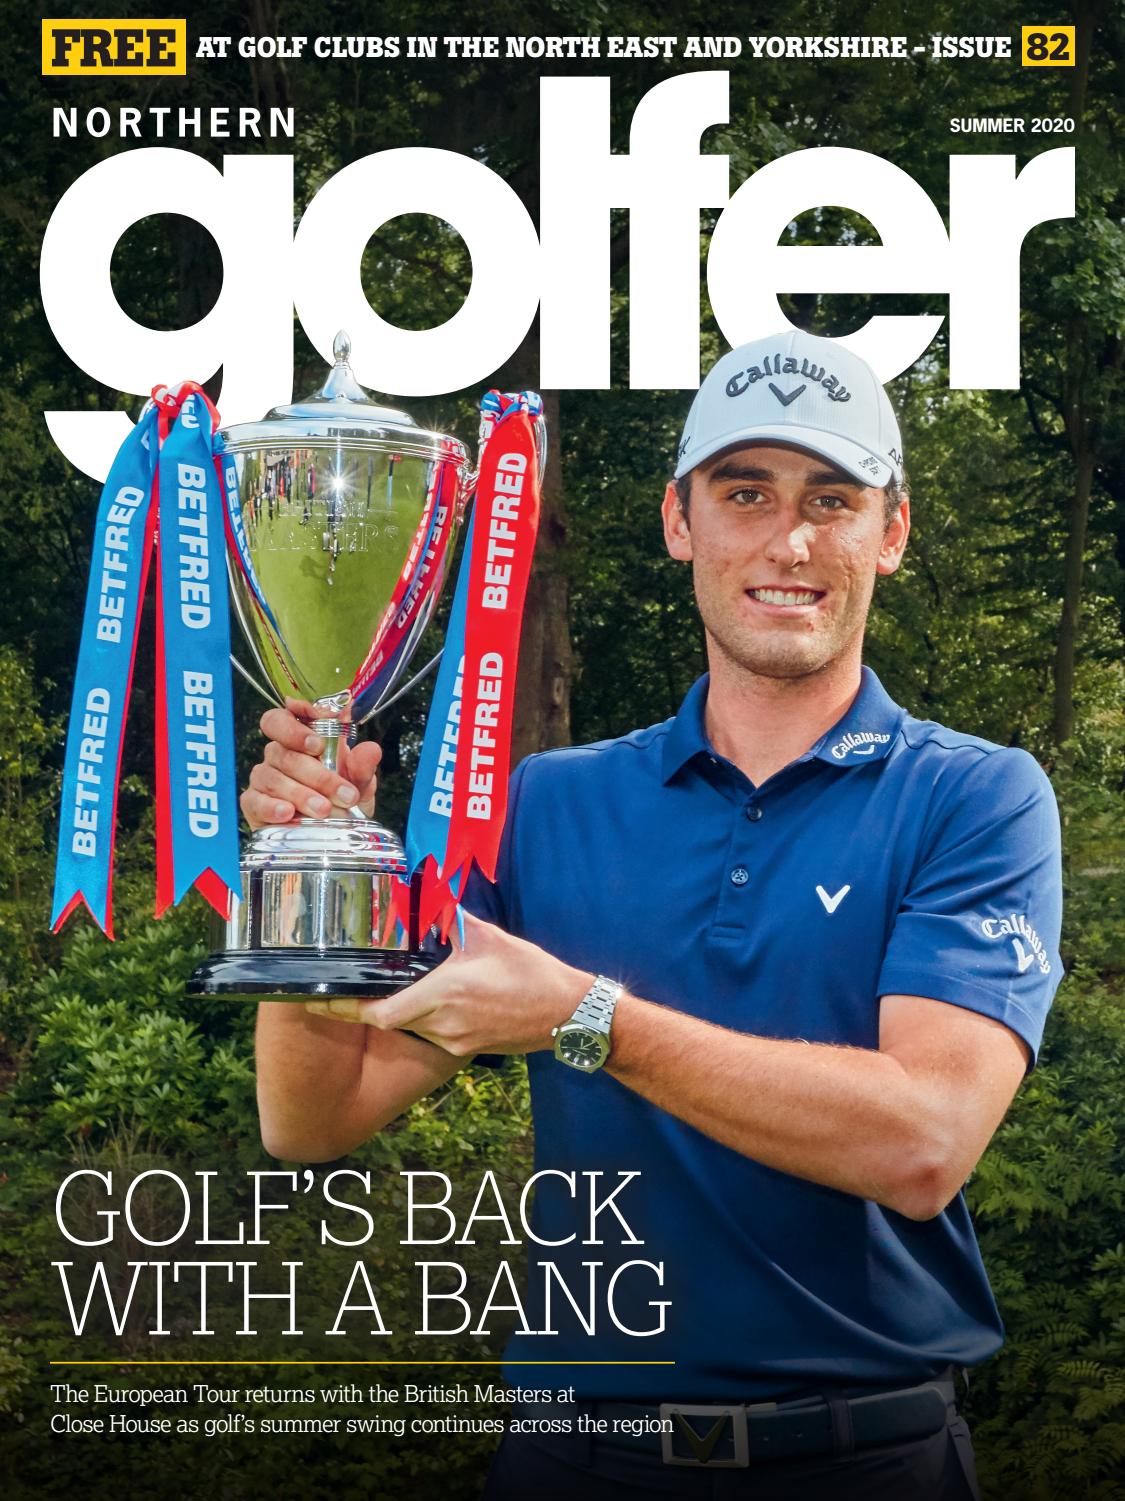 FREE AT GOLF CLUBS IN THE NORTH EAST AND YORKSHIRE - ISSUE 82
NORTHERN
SUMMER 2020
golfer
Callaway
BETFRED
BETFRED
BETFRED
BETFRED
BETFRED
BETFRED
BETFRED
Callaway
Callaway
GOLF'S BACK
WITH A BANG
The European Tour returns with the British Masters at
Close House as golf's summer swing continues across the region